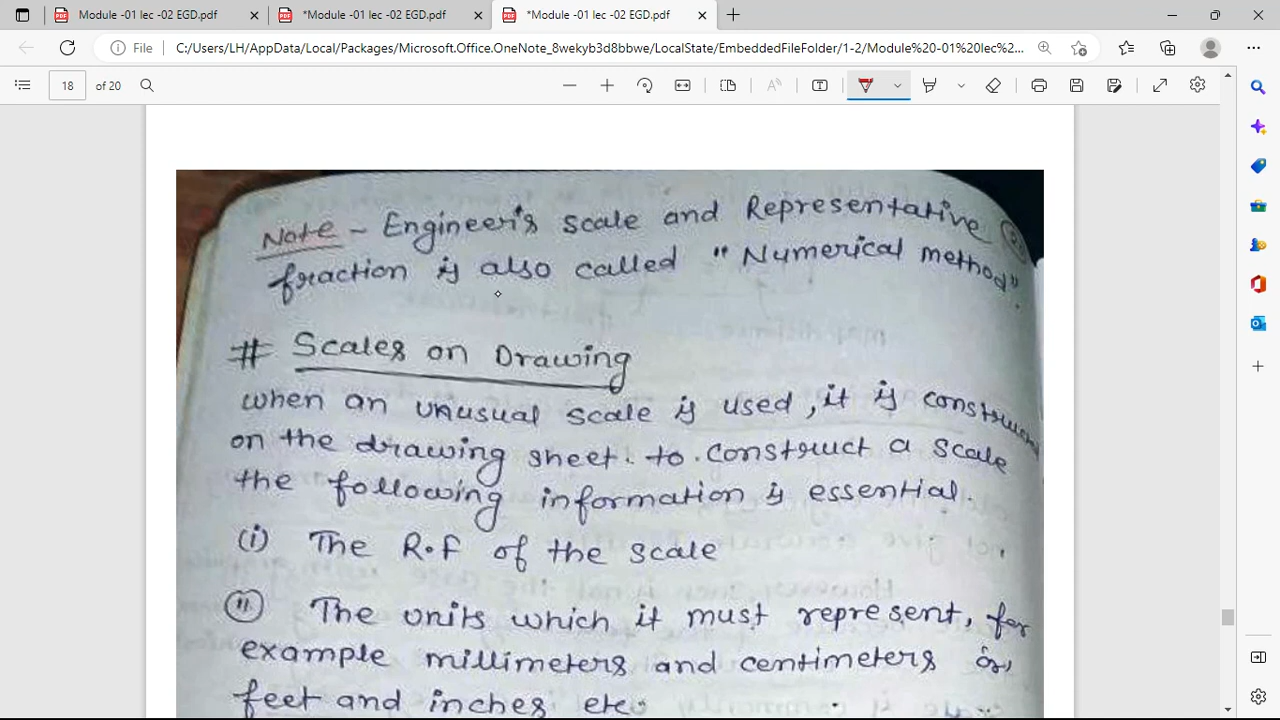 Module -01 lec -02 EGD.pdf
*Module -01 lec -02 EGD.pdf
*Module -01 lec -02 EGD.pdf
File
C:/Users/LH/AppData/Local/Packages/Microsoft.Office.OneNote_8wekyb3d8bbwe/LocalState/EmbeddedFileFolder/1-2/Module%20-01%20lec%2...
18 of 20
Note - Engineer's scale and Representative
fraction is also called "Numerical method".
# Scales on Drawing
when an unusual scale is used, it is construct
on the drawing sheet. to construct a scale
the following information is essential.
(i) The R.F of the scale
(ii) The units which it must represent, for
example millimeters and centimeters or
feet and inches etc.